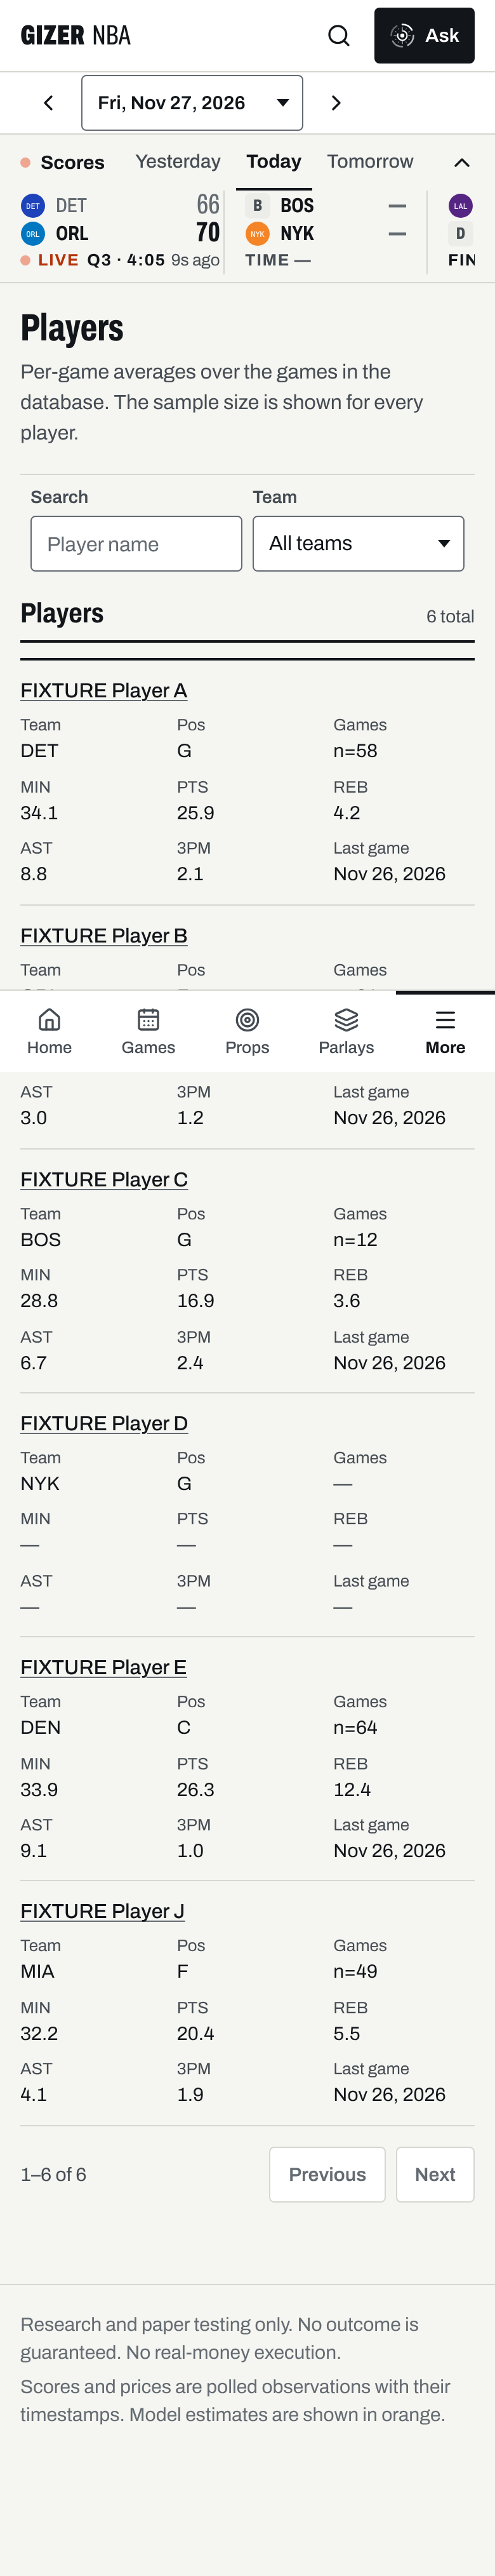 GIZER NBA
Ask
Fri, Nov 27, 2026
Scores Yesterday Today Tomorrow
DET DET 66
ORL ORL 70
LIVE Q3 · 4:05 9s ago
B BOS —
NYK NYK —
TIME —
LAL
D
FIN
Players
Per-game averages over the games in the
database. The sample size is shown for every
player.
Search Team
Player name All teams
Players 6 total
FIXTURE Player A
Team Pos Games
DET G n=58
MIN PTS REB
34.1 25.9 4.2
AST 3PM Last game
8.8 2.1 Nov 26, 2026
FIXTURE Player B
Team Pos Games
Home Games Props Parlays More
AST 3PM Last game
3.0 1.2 Nov 26, 2026
FIXTURE Player C
Team Pos Games
BOS G n=12
MIN PTS REB
28.8 16.9 3.6
AST 3PM Last game
6.7 2.4 Nov 26, 2026
FIXTURE Player D
Team Pos Games
NYK G —
MIN PTS REB
— — —
AST 3PM Last game
— — —
FIXTURE Player E
Team Pos Games
DEN C n=64
MIN PTS REB
33.9 26.3 12.4
AST 3PM Last game
9.1 1.0 Nov 26, 2026
FIXTURE Player J
Team Pos Games
MIA F n=49
MIN PTS REB
32.2 20.4 5.5
AST 3PM Last game
4.1 1.9 Nov 26, 2026
1–6 of 6 Previous Next
Research and paper testing only. No outcome is
guaranteed. No real-money execution.
Scores and prices are polled observations with their
timestamps. Model estimates are shown in orange.